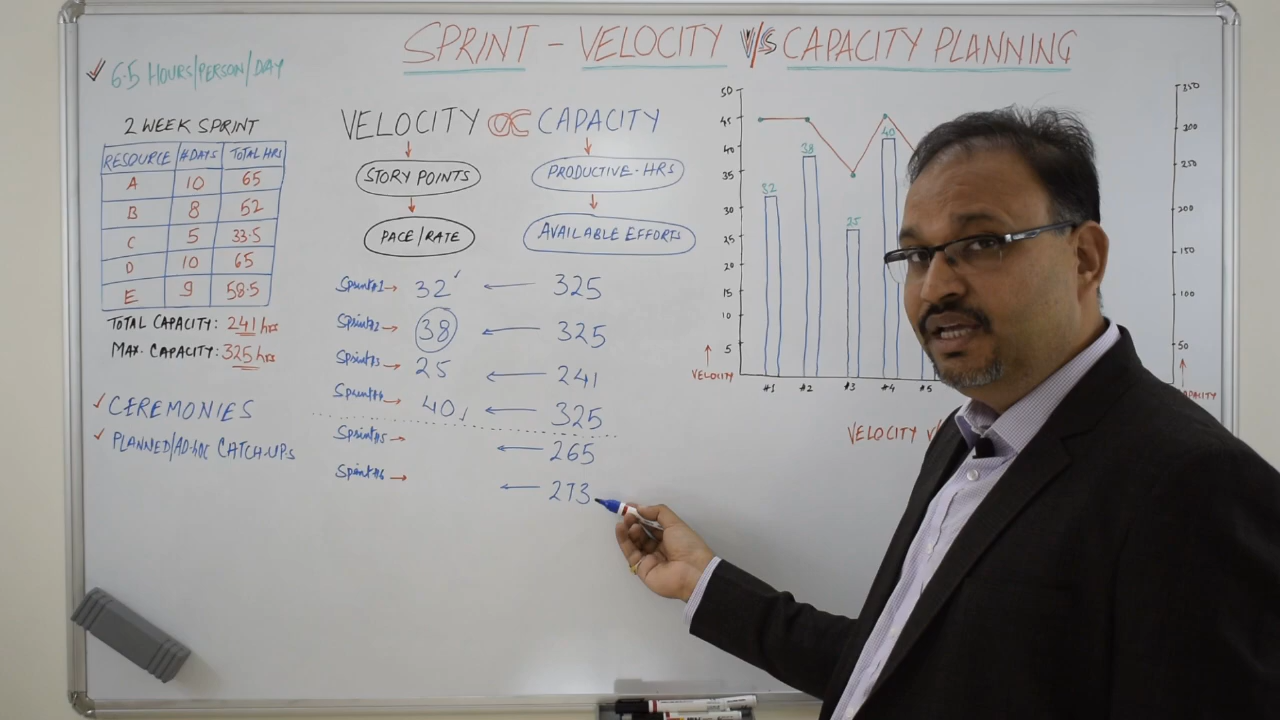 SPRINT - VELOCITY V/S CAPACITY PLANNING
6.5 HOURS/PERSON/DAY
2 WEEK SPRINT
RESOURCE #DAYS TOTAL HRS
A 10 65
B 8 52
C 5 33.5
D 10 65
E 9 58.5
TOTAL CAPACITY: 241 hrs
MAX. CAPACITY: 325 hrs
CEREMONIES
PLANNED/AD-hoc CATCH-UPS
VELOCITY ∝ CAPACITY
STORY POINTS PRODUCTIVE-HRS
PACE/RATE AVAILABLE EFFORTS
Sprint#1 → 32 ← 325
Sprint#2 → 38 ← 325
Sprint#3 → 25 ← 241
Sprint#4 → 40 ← 325
Sprint#5 → ← 265
Sprint#6 → ← 273
50
45
40
35
30
25
20
15
10
5
VELOCITY
32
38
25
40
#1 #2 #3 #4 #5
350
300
250
200
150
100
50
VELOCITY